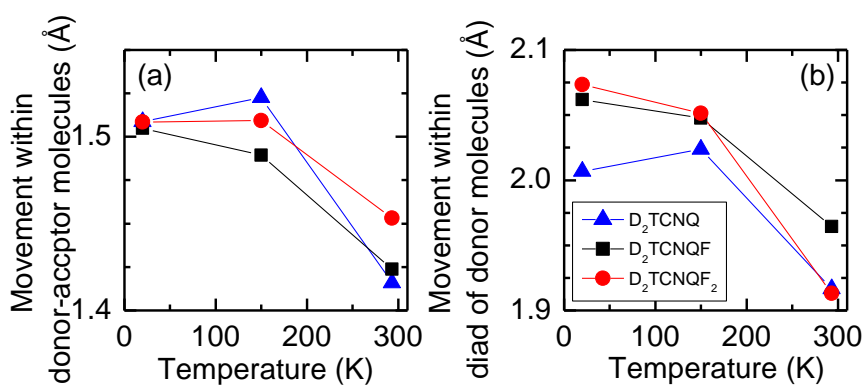 Movement within
donor-accptor molecules (Å)
(a)
1.5
1.4
0 100 200 300
Temperature (K)
Movement within
diad of donor molecules (Å)
(b)
2.1
2.0
1.9
D₂TCNQ
D₂TCNQF
D₂TCNQF₂
0 100 200 300
Temperature (K)